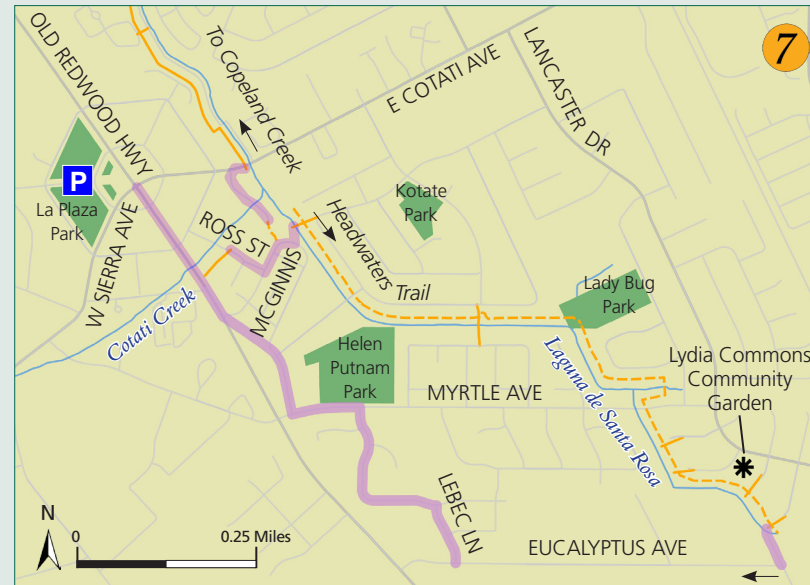 7
OLD REDWOOD HWY
To Copeland Creek
E COTATI AVE
LANCASTER DR
P
La Plaza
Park
W SIERRA AVE
ROSS ST
MCGINNIS
Kotate
Park
Headwaters
Trail
Cotati Creek
Lady Bug
Park
Helen
Putnam
Park
MYRTLE AVE
Laguna de Santa Rosa
Lydia Commons
Community
Garden
LEBEC LN
EUCALYPTUS AVE
N
0
0.25 Miles